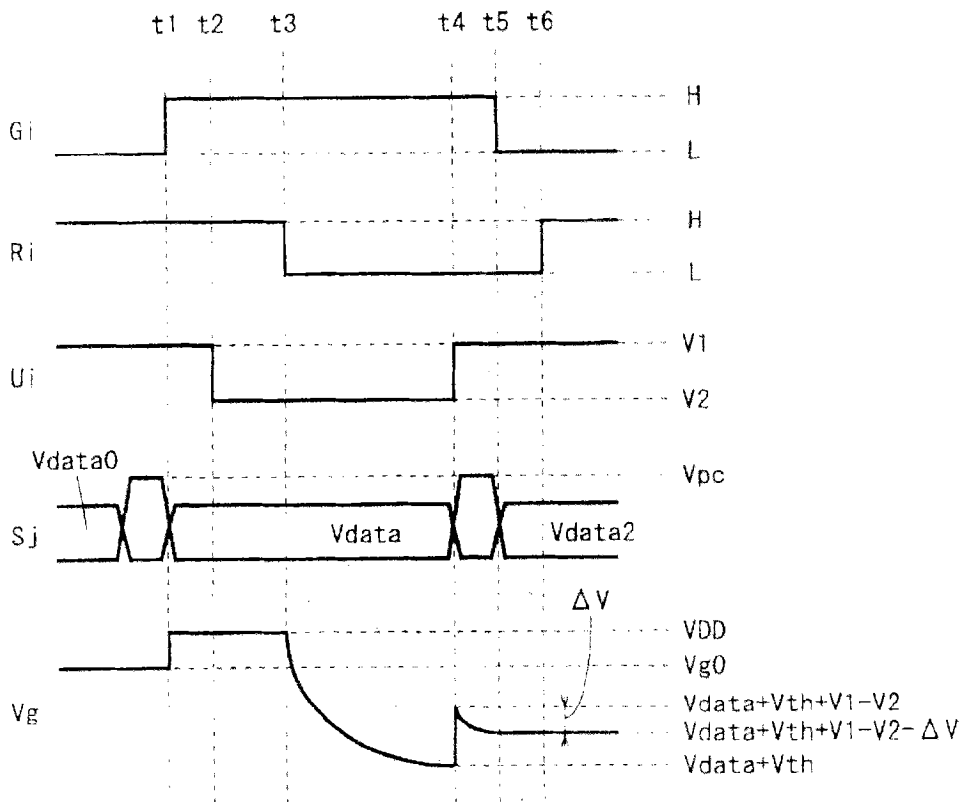 t1 t2 t3 t4 t5 t6
Gi
H
L
Ri
H
L
Ui
V1
V2
Vdata0
Vpc
Sj
Vdata
Vdata2
ΔV
VDD
Vg0
Vg
Vdata+Vth+V1-V2
Vdata+Vth+V1-V2-ΔV
Vdata+Vth